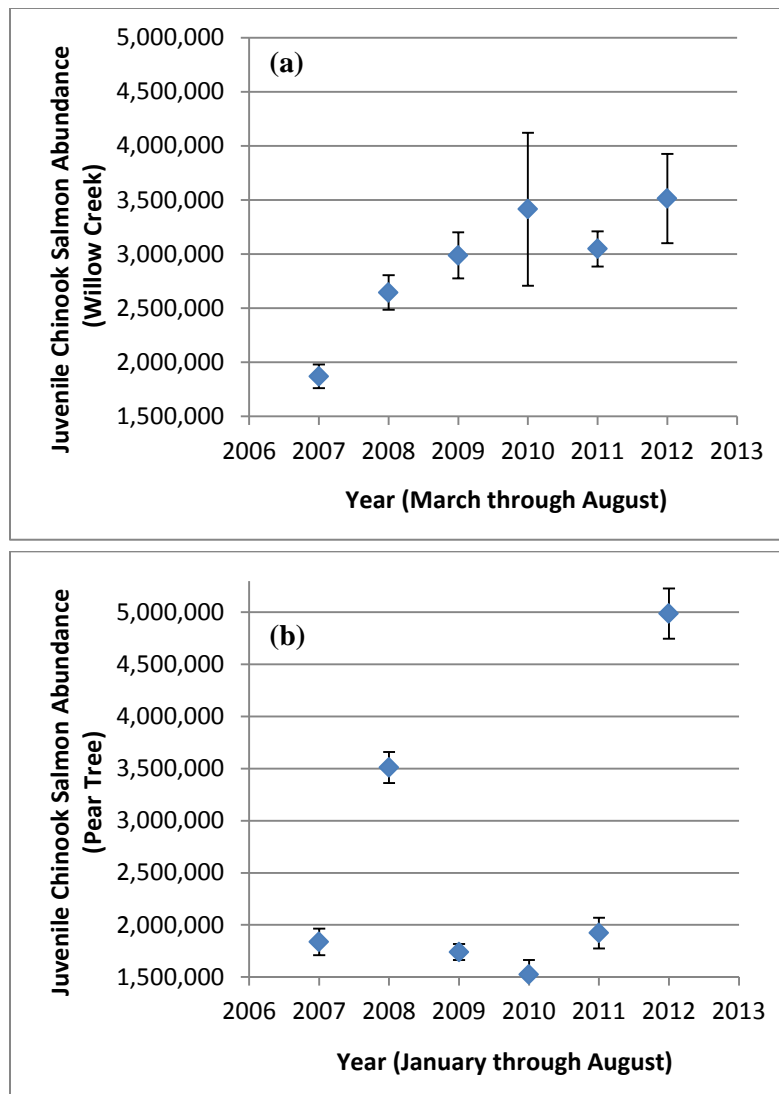 (a)
Juvenile Chinook Salmon Abundance
(Willow Creek)
5,000,000
4,500,000
4,000,000
3,500,000
3,000,000
2,500,000
2,000,000
1,500,000
2006 2007 2008 2009 2010 2011 2012 2013
Year (March through August)
(b)
Juvenile Chinook Salmon Abundance
(Pear Tree)
5,000,000
4,500,000
4,000,000
3,500,000
3,000,000
2,500,000
2,000,000
1,500,000
2006 2007 2008 2009 2010 2011 2012 2013
Year (January through August)